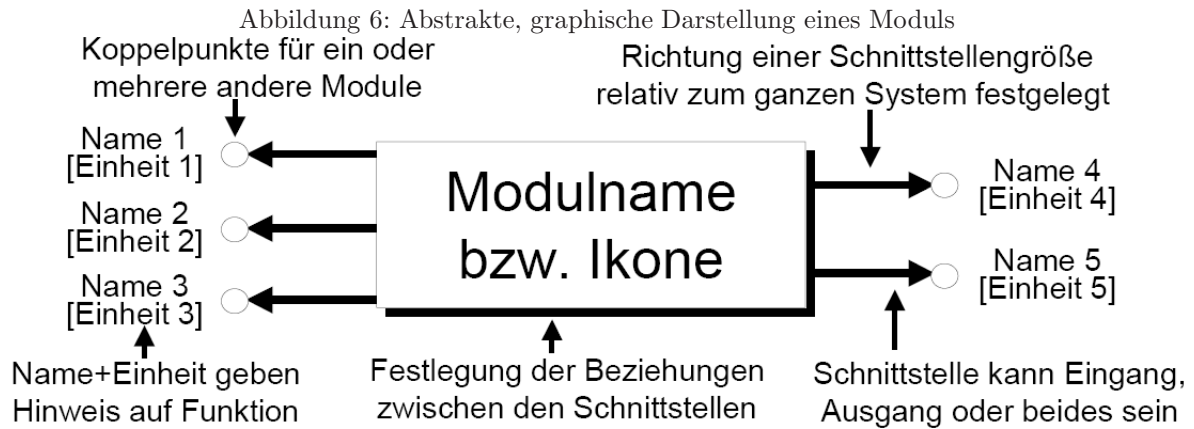 Abbildung 6: Abstrakte, graphische Darstellung eines Moduls
Koppelpunkte für ein oder
mehrere andere Module
Richtung einer Schnittstellengröße
relativ zum ganzen System festgelegt
Name 1
[Einheit 1]
Name 2
[Einheit 2]
Name 3
[Einheit 3]
Modulname
bzw. Ikone
Name 4
[Einheit 4]
Name 5
[Einheit 5]
Name+Einheit geben
Hinweis auf Funktion
Festlegung der Beziehungen
zwischen den Schnittstellen
Schnittstelle kann Eingang,
Ausgang oder beides sein